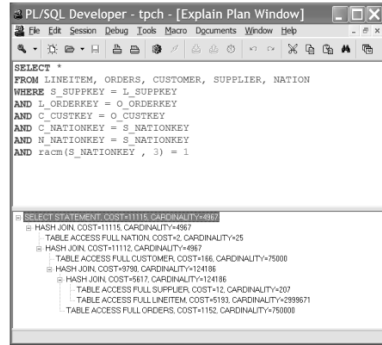 PL/SQL Developer - tpch - [Explain Plan Window]
File Edit Session Debug Tools Macro Documents Window Help
SELECT *
FROM LINEITEM, ORDERS, CUSTOMER, SUPPLIER, NATION
WHERE S_SUPPKEY = L_SUPPKEY
AND L_ORDERKEY = O_ORDERKEY
AND C_CUSTKEY = O_CUSTKEY
AND C_NATIONKEY = S_NATIONKEY
AND N_NATIONKEY = S_NATIONKEY
AND racm(S_NATIONKEY , 3) = 1
SELECT STATEMENT, COST=11115, CARDINALITY=4967
HASH JOIN, COST=11115, CARDINALITY=4967
TABLE ACCESS FULL NATION, COST=2, CARDINALITY=25
HASH JOIN, COST=11112, CARDINALITY=4967
TABLE ACCESS FULL CUSTOMER, COST=166, CARDINALITY=75000
HASH JOIN, COST=9790, CARDINALITY=124186
HASH JOIN, COST=5617, CARDINALITY=124186
TABLE ACCESS FULL SUPPLIER, COST=12, CARDINALITY=207
TABLE ACCESS FULL LINEITEM, COST=5193, CARDINALITY=2999671
TABLE ACCESS FULL ORDERS, COST=1152, CARDINALITY=750000